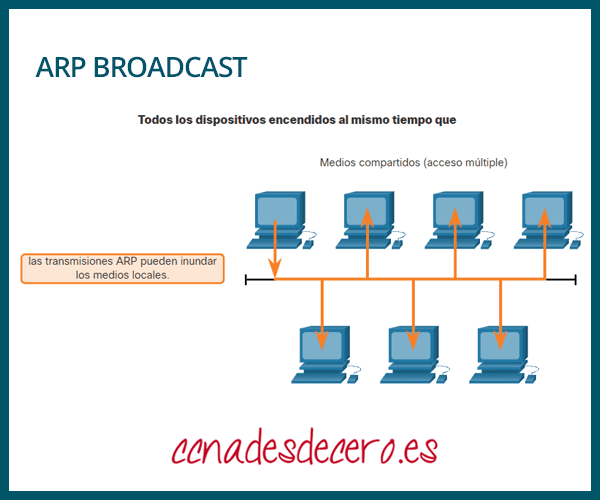 ARP BROADCAST
Todos los dispositivos encendidos al mismo tiempo que
Medios compartidos (acceso múltiple)
las transmisiones ARP pueden inundar
los medios locales.
ccnadesdecero.es